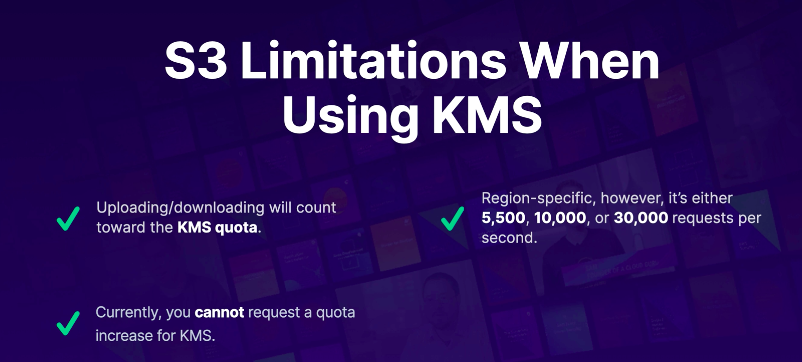 S3 Limitations When
Using KMS
Uploading/downloading will count
toward the KMS quota.
Region-specific, however, it's either
5,500, 10,000, or 30,000 requests per
second.
Currently, you cannot request a quota
increase for KMS.